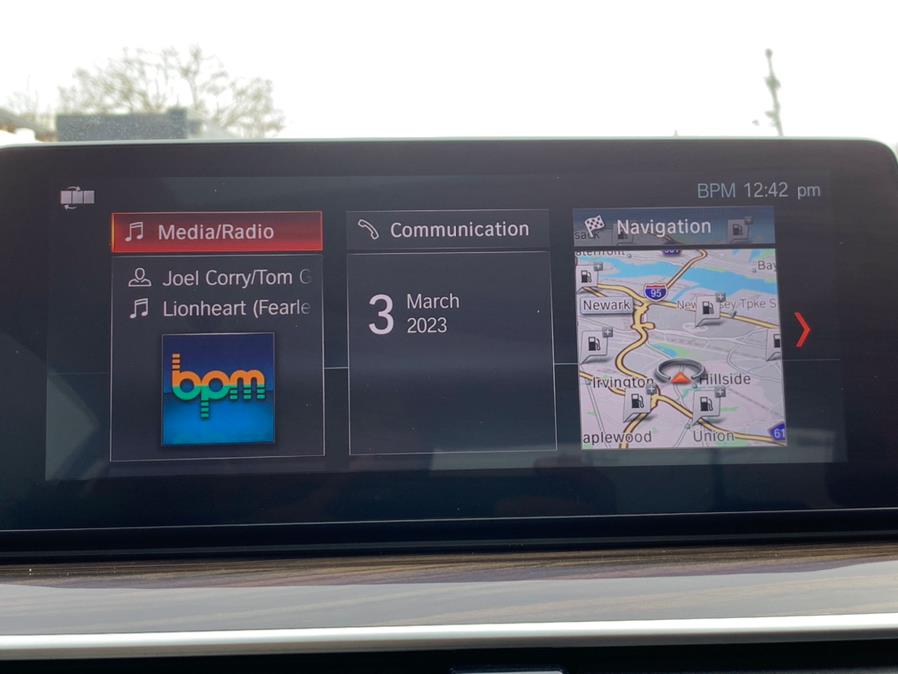 BPM 12:42 pm
Media/Radio
Joel Corry/Tom G
Lionheart (Fearle
bpm
Communication
3 March
2023
Navigation
95
Bay
Newark
Irvington
Hillside
aplewood
Union
61